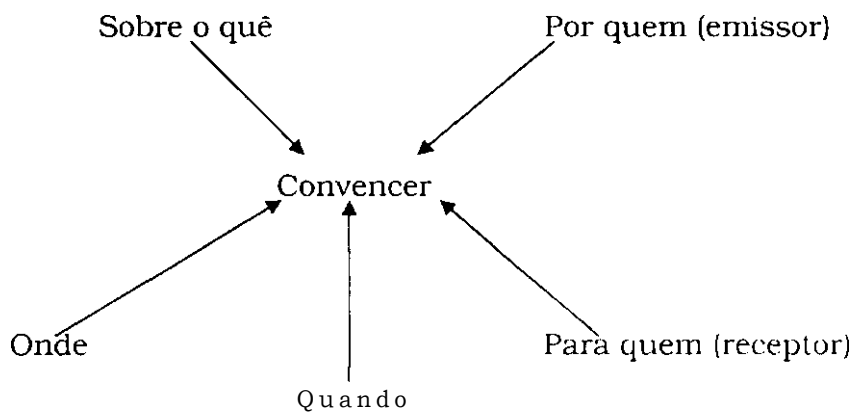 Sobre o quê
Por quem (emissor)
Convencer
Onde
Para quem (receptor)
Quando